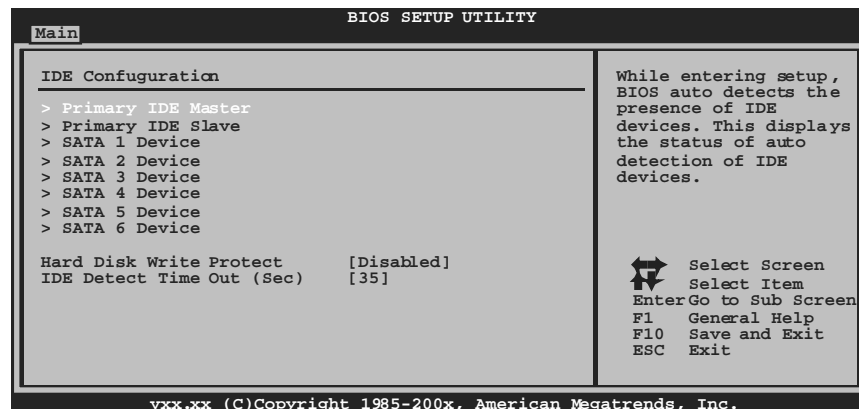 BIOS SETUP UTILITY
Main
IDE Confuguration
> Primary IDE Master
> Primary IDE Slave
> SATA 1 Device
> SATA 2 Device
> SATA 3 Device
> SATA 4 Device
> SATA 5 Device
> SATA 6 Device
Hard Disk Write Protect [Disabled]
IDE Detect Time Out (Sec) [35]
While entering setup,
BIOS auto detects the
presence of IDE
devices. This displays
the status of auto
detection of IDE
devices.
Select Screen
Select Item
Enter Go to Sub Screen
F1 General Help
F10 Save and Exit
ESC Exit
vxx.xx (C)Copyright 1985-200x, American Megatrends, Inc.